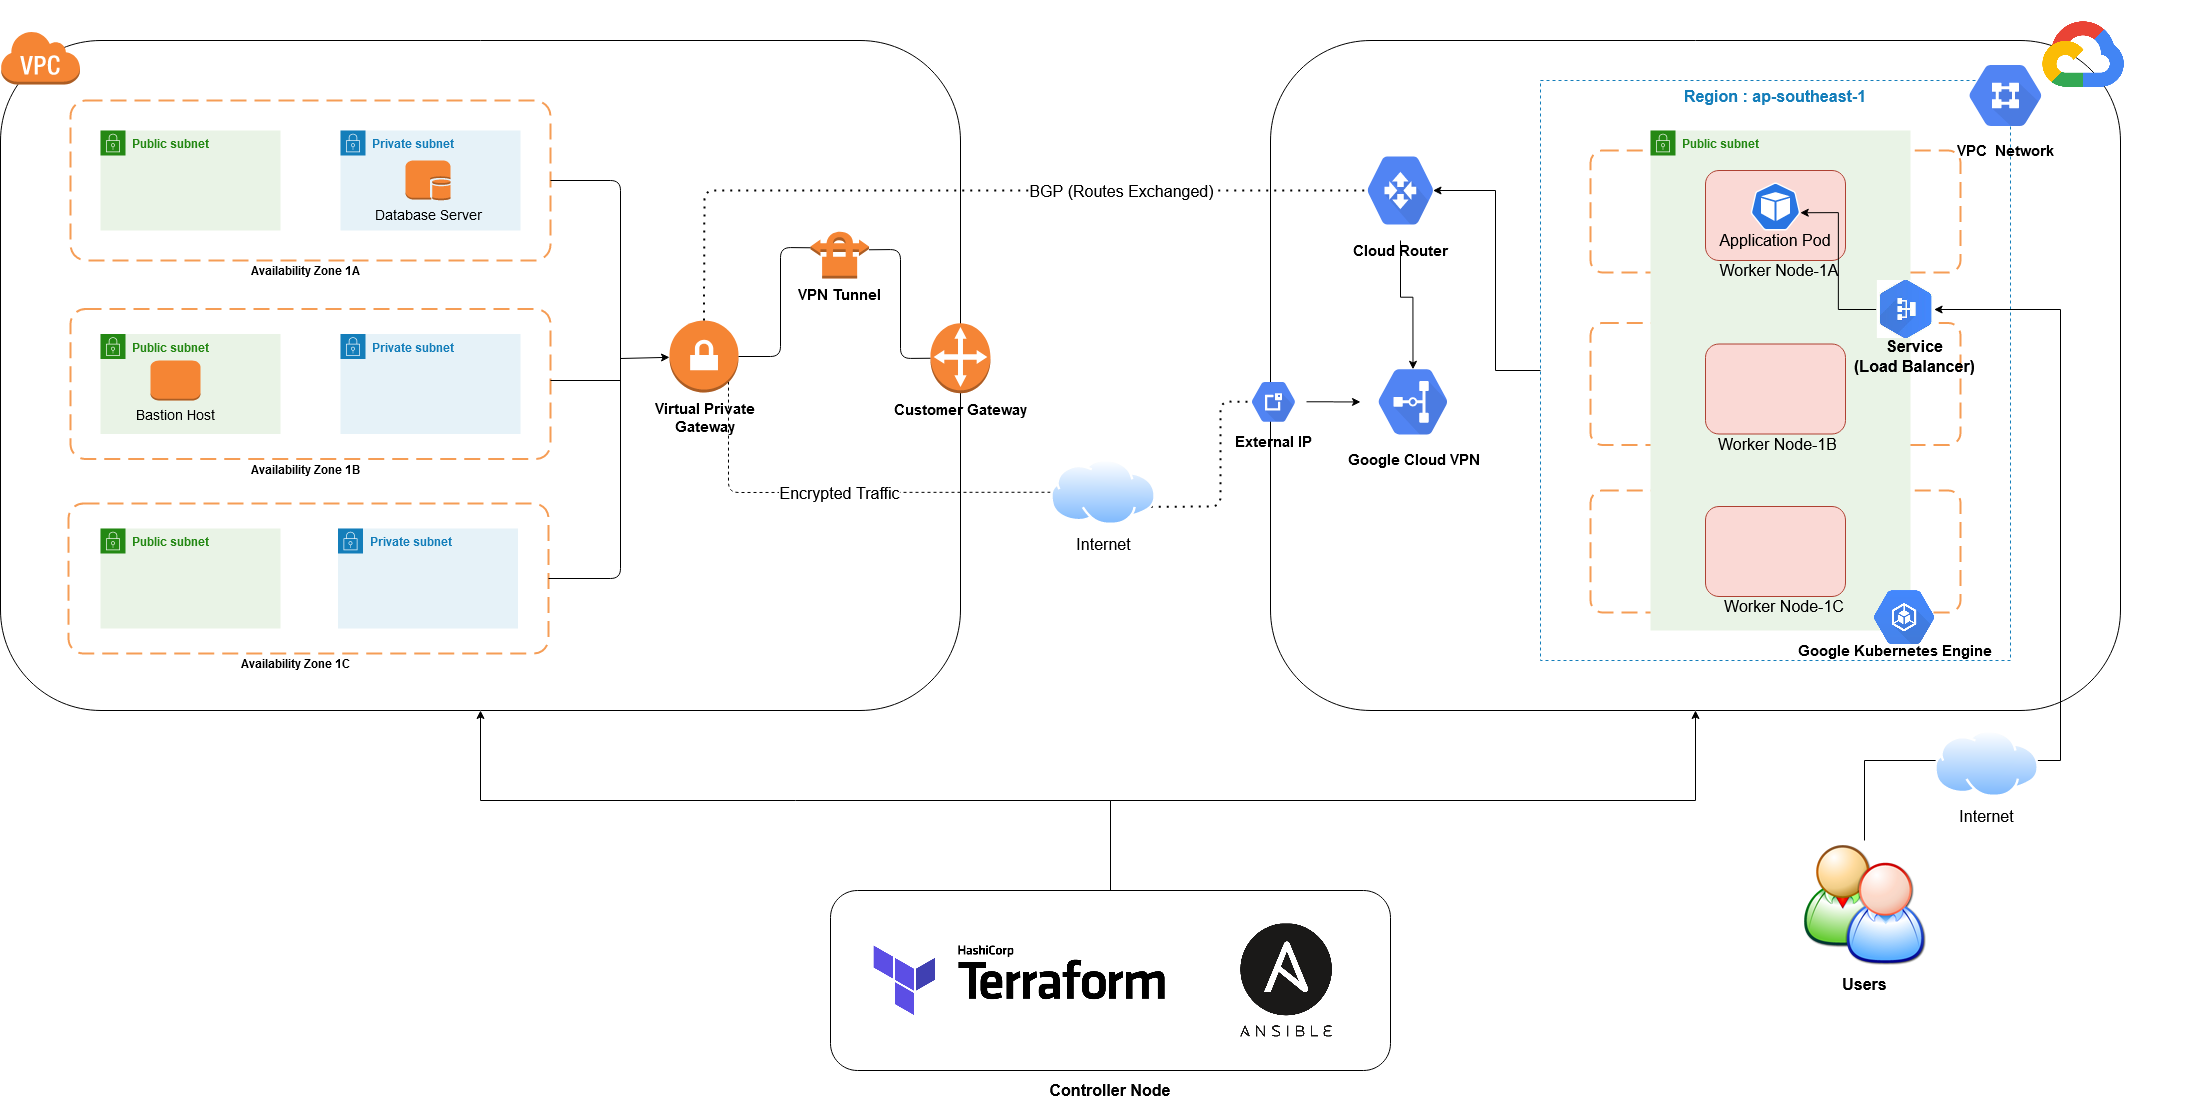 VPC
Public subnet
Private subnet
Database Server
Availability Zone 1A
Public subnet
Private subnet
Bastion Host
Availability Zone 1B
Public subnet
Private subnet
Availability Zone 1C
BGP (Routes Exchanged)
VPN Tunnel
Virtual Private
Gateway
Customer Gateway
Encrypted Traffic
Internet
External IP
Cloud Router
Google Cloud VPN
Region : ap-southeast-1
VPC Network
Public subnet
Application Pod
Worker Node-1A
Service
(Load Balancer)
Worker Node-1B
Worker Node-1C
Google Kubernetes Engine
Internet
Users
HashiCorp
Terraform
ANSIBLE
Controller Node